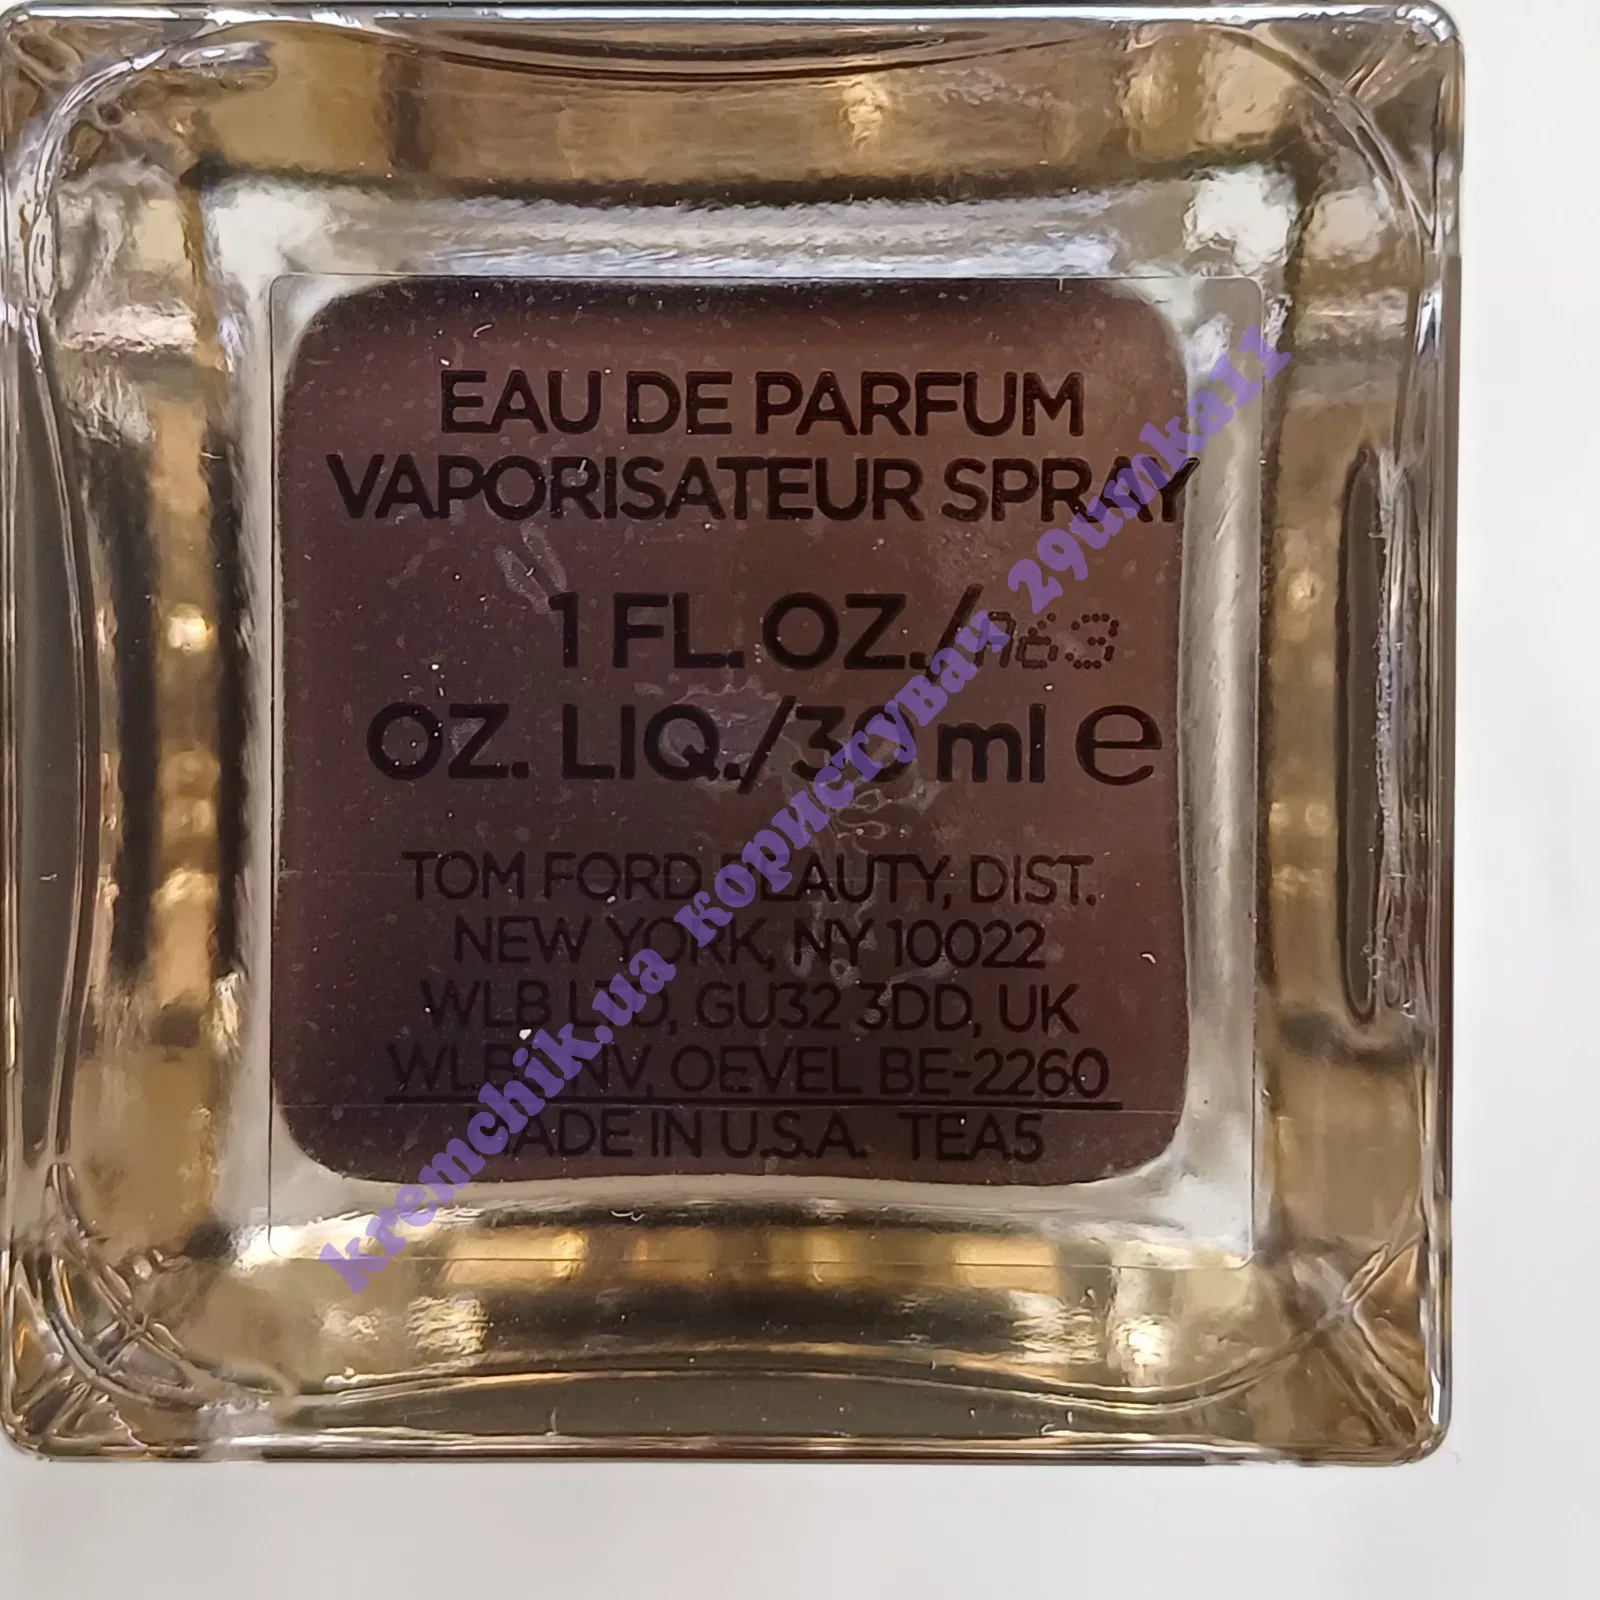 EAU DE PARFUM
VAPORISATEUR SPRAY
1 FL. OZ./
A63
OZ. LIQ./30 ml e
TOM FORD BEAUTY, DIST.
NEW YORK, NY 10022
WLB LTD, GU32 3DD, UK
WLB NV, OEVEL BE-2260
MADE IN U.S.A. TEA5
kremchik.ua користувач 29umka11